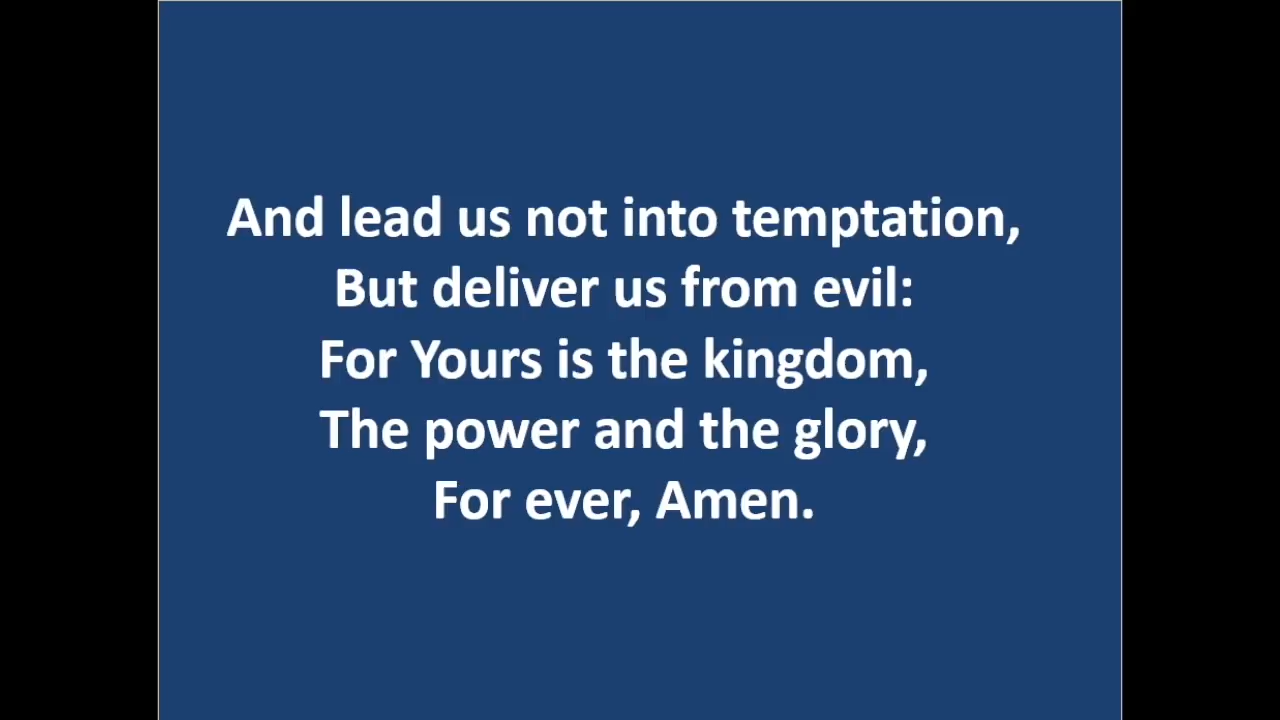 And lead us not into temptation,
But deliver us from evil:
For Yours is the kingdom,
The power and the glory,
For ever, Amen.